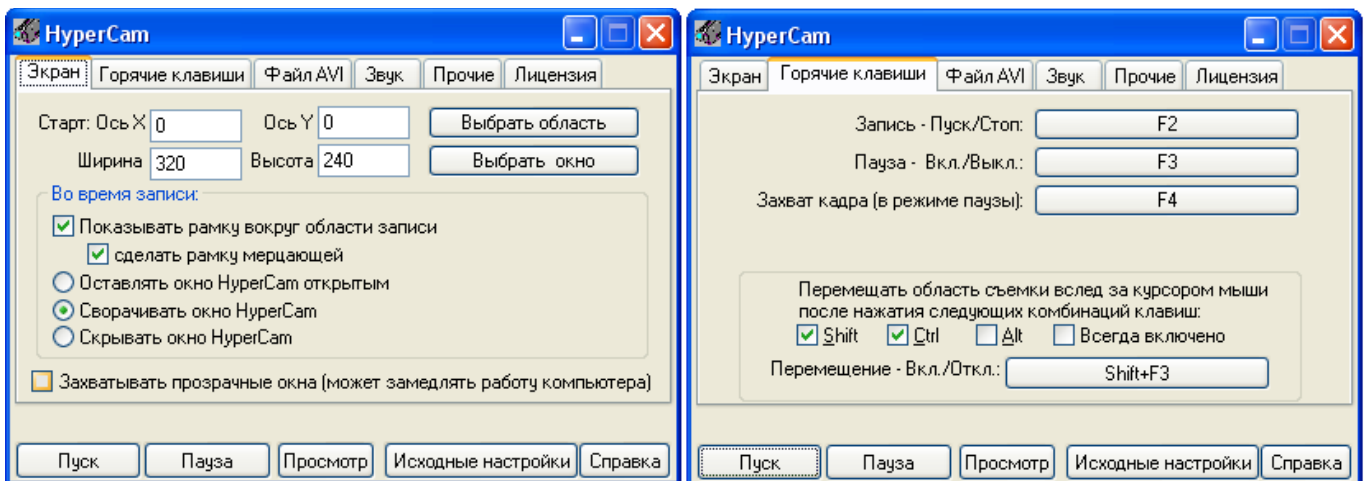 HyperCam
Экран Горячие клавиши Файл AVI Звук Прочие Лицензия
Старт: Ось X 0 Ось Y 0 Выбрать область
Ширина 320 Высота 240 Выбрать окно
Во время записи:
Показывать рамку вокруг области записи
сделать рамку мерцающей
Оставлять окно HyperCam открытым
Сворачивать окно HyperCam
Скрывать окно HyperCam
Захватывать прозрачные окна (может замедлять работу компьютера)
Пуск Пауза Просмотр Исходные настройки Справка
HyperCam
Экран Горячие клавиши Файл AVI Звук Прочие Лицензия
Запись - Пуск/Стоп: F2
Пауза - Вкл./Выкл.: F3
Захват кадра (в режиме паузы): F4
Перемещать область съемки вслед за курсором мыши
после нажатия следующих комбинаций клавиш:
Shift Ctrl Alt Всегда включено
Перемещение - Вкл./Откл.: Shift+F3
Пуск Пауза Просмотр Исходные настройки Справка